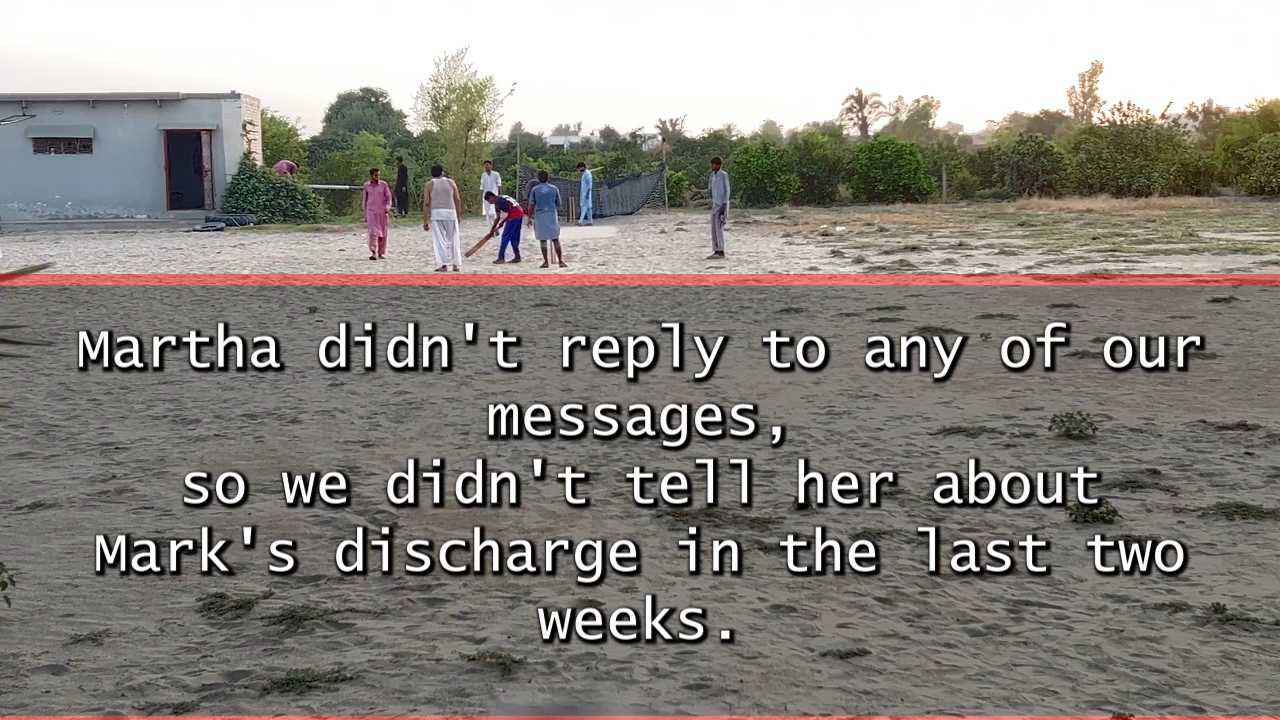 Martha didn't reply to any of our
messages,
so we didn't tell her about
Mark's discharge in the last two
weeks.